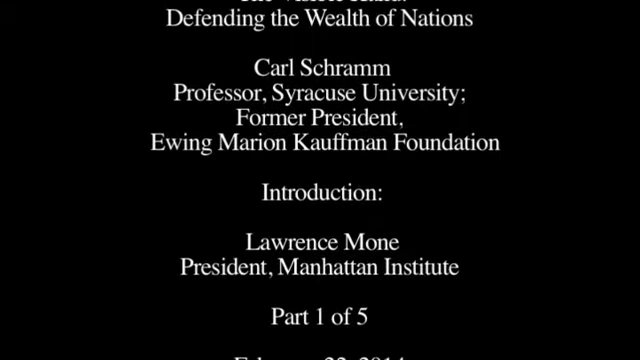 Defending the Wealth of Nations
Carl Schramm
Professor, Syracuse University;
Former President,
Ewing Marion Kauffman Foundation
Introduction:
Lawrence Mone
President, Manhattan Institute
Part 1 of 5